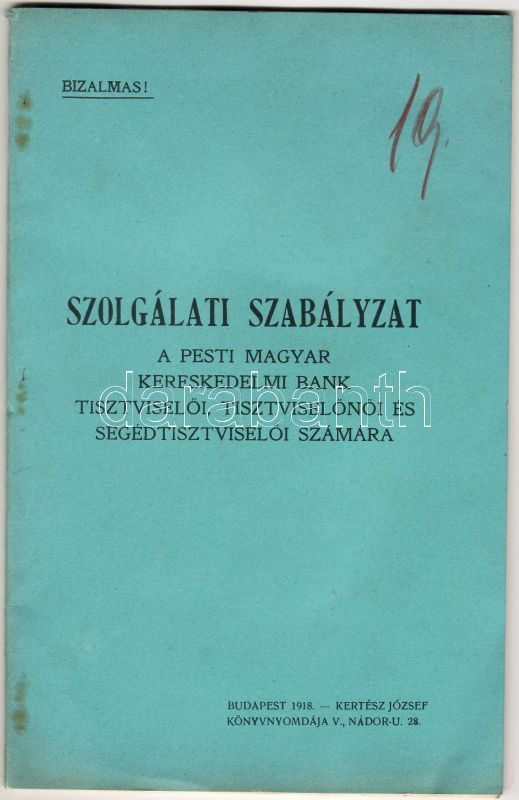 BIZALMAS!
19.
SZOLGÁLATI SZABÁLYZAT
A PESTI MAGYAR
KERESKEDELMI BANK
darabanth
TISZTVISELŐI, TISZTVISELŐNŐI ÉS
SEGÉDTISZTVISELŐI SZÁMÁRA
BUDAPEST 1918. — KERTÉSZ JÓZSEF
KÖNYVNYOMDÁJA V., NÁDOR-U. 28.